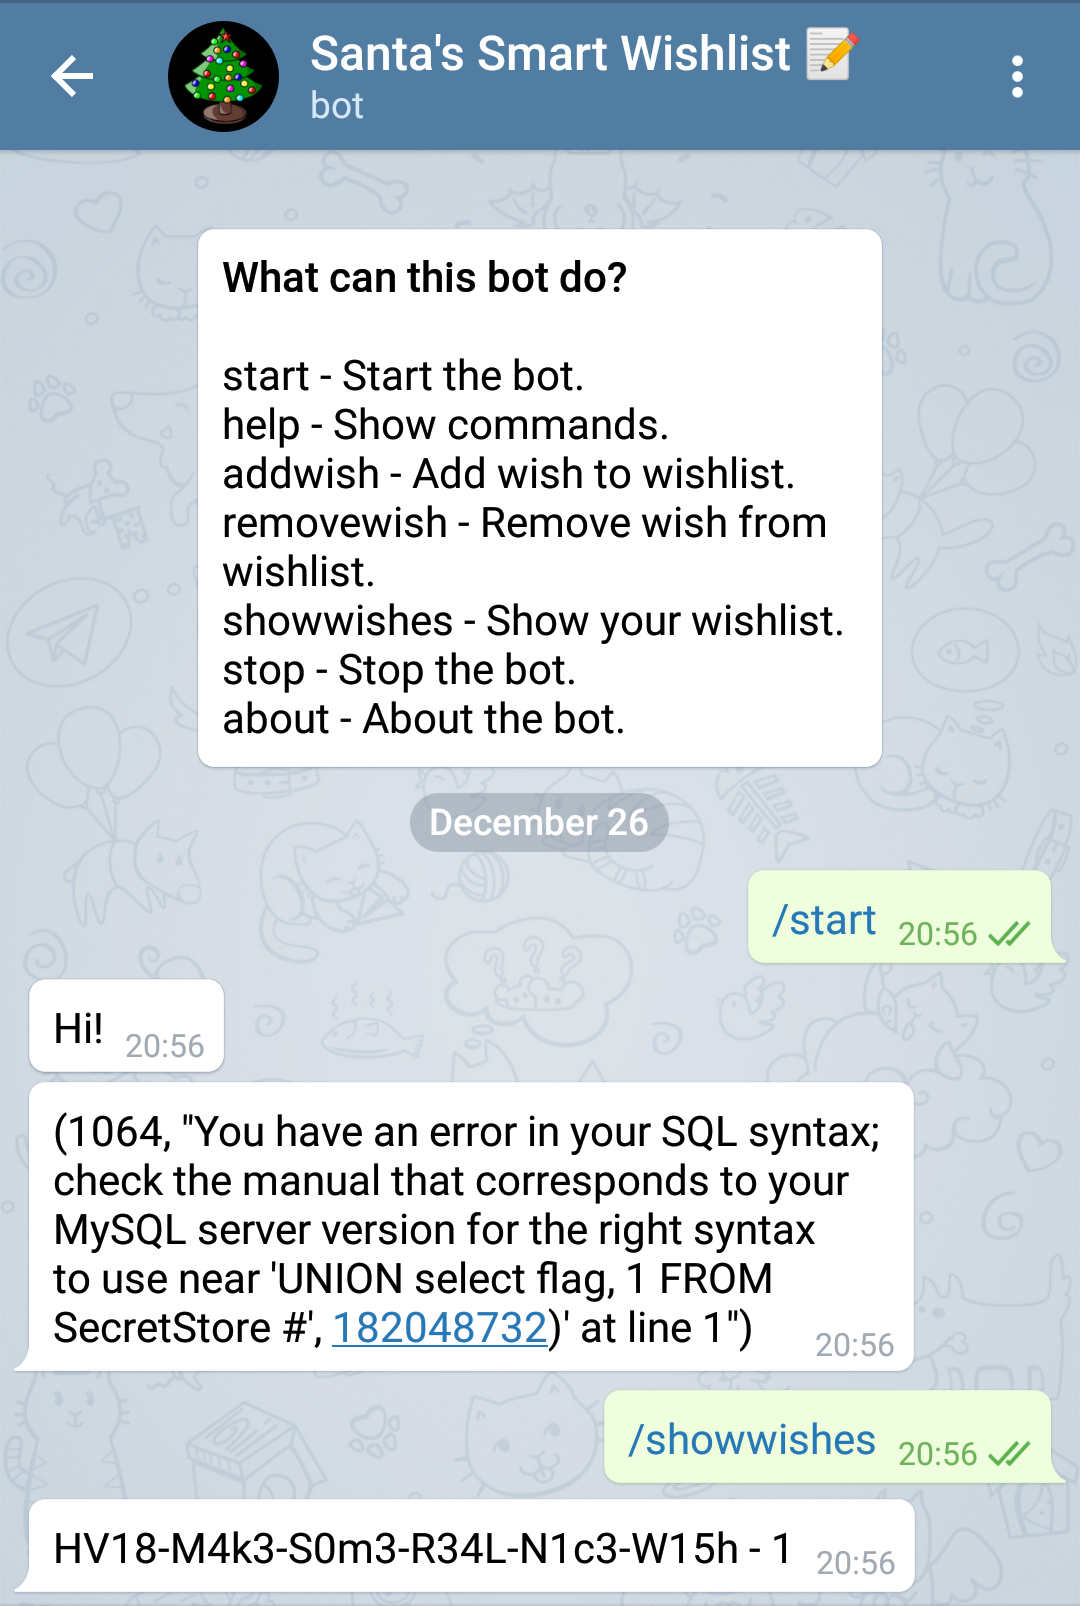 Santa's Smart Wishlist 📝
bot
What can this bot do?
start - Start the bot.
help - Show commands.
addwish - Add wish to wishlist.
removewish - Remove wish from
wishlist.
showwishes - Show your wishlist.
stop - Stop the bot.
about - About the bot.
December 26
/start 20:56
Hi! 20:56
(1064, "You have an error in your SQL syntax;
check the manual that corresponds to your
MySQL server version for the right syntax
to use near 'UNION select flag, 1 FROM
SecretStore #', 182048732)' at line 1") 20:56
/showwishes 20:56
HV18-M4k3-S0m3-R34L-N1c3-W15h - 1 20:56